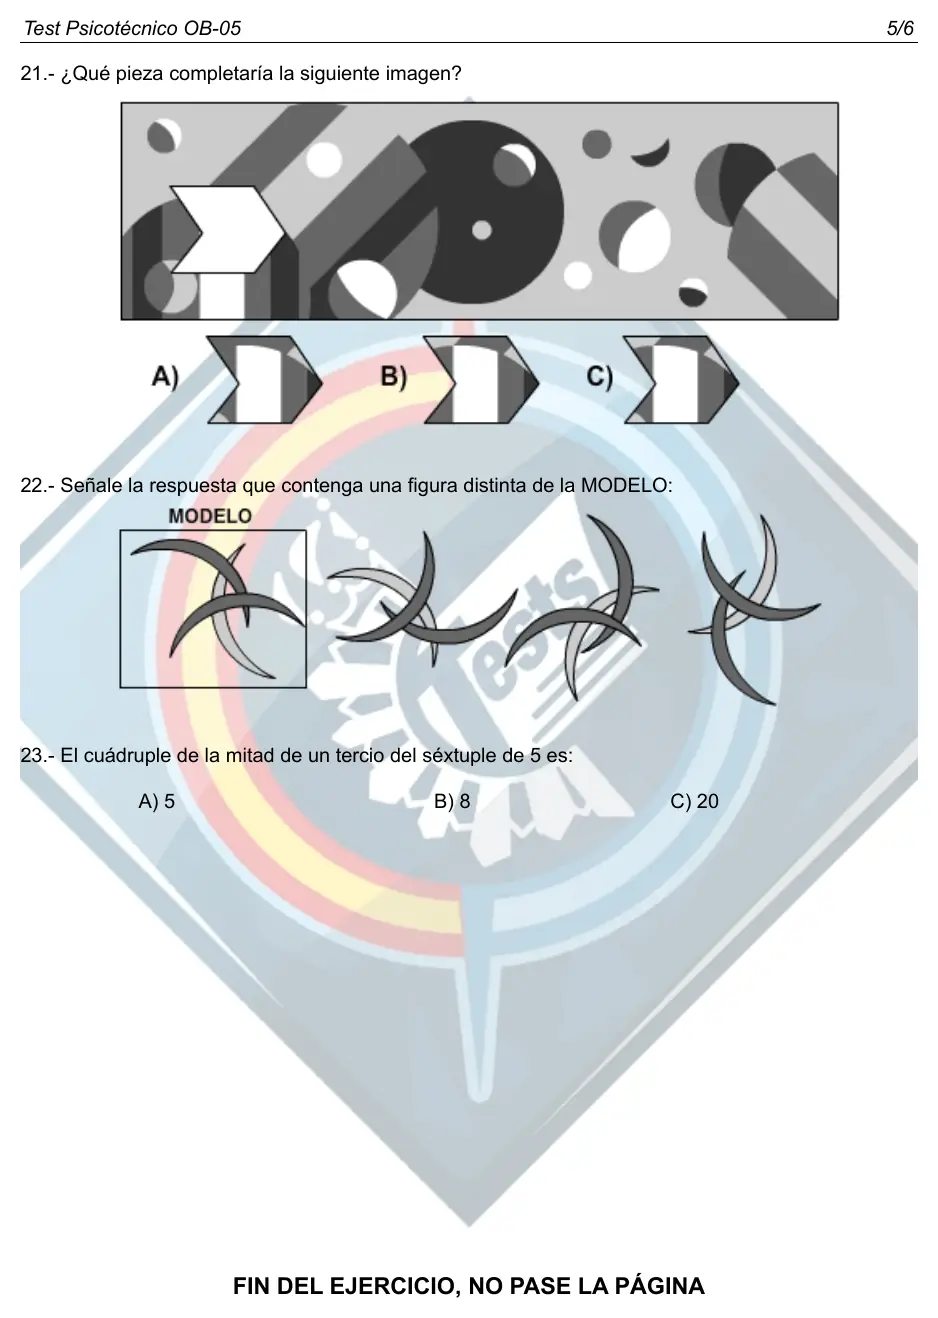 Test Psicotécnico OB-05 5/6
21.- ¿Qué pieza completaría la siguiente imagen?
A) B) C)
22.- Señale la respuesta que contenga una figura distinta de la MODELO:
MODELO
Tests
23.- El cuádruple de la mitad de un tercio del séxtuple de 5 es:
A) 5 B) 8 C) 20
FIN DEL EJERCICIO, NO PASE LA PÁGINA